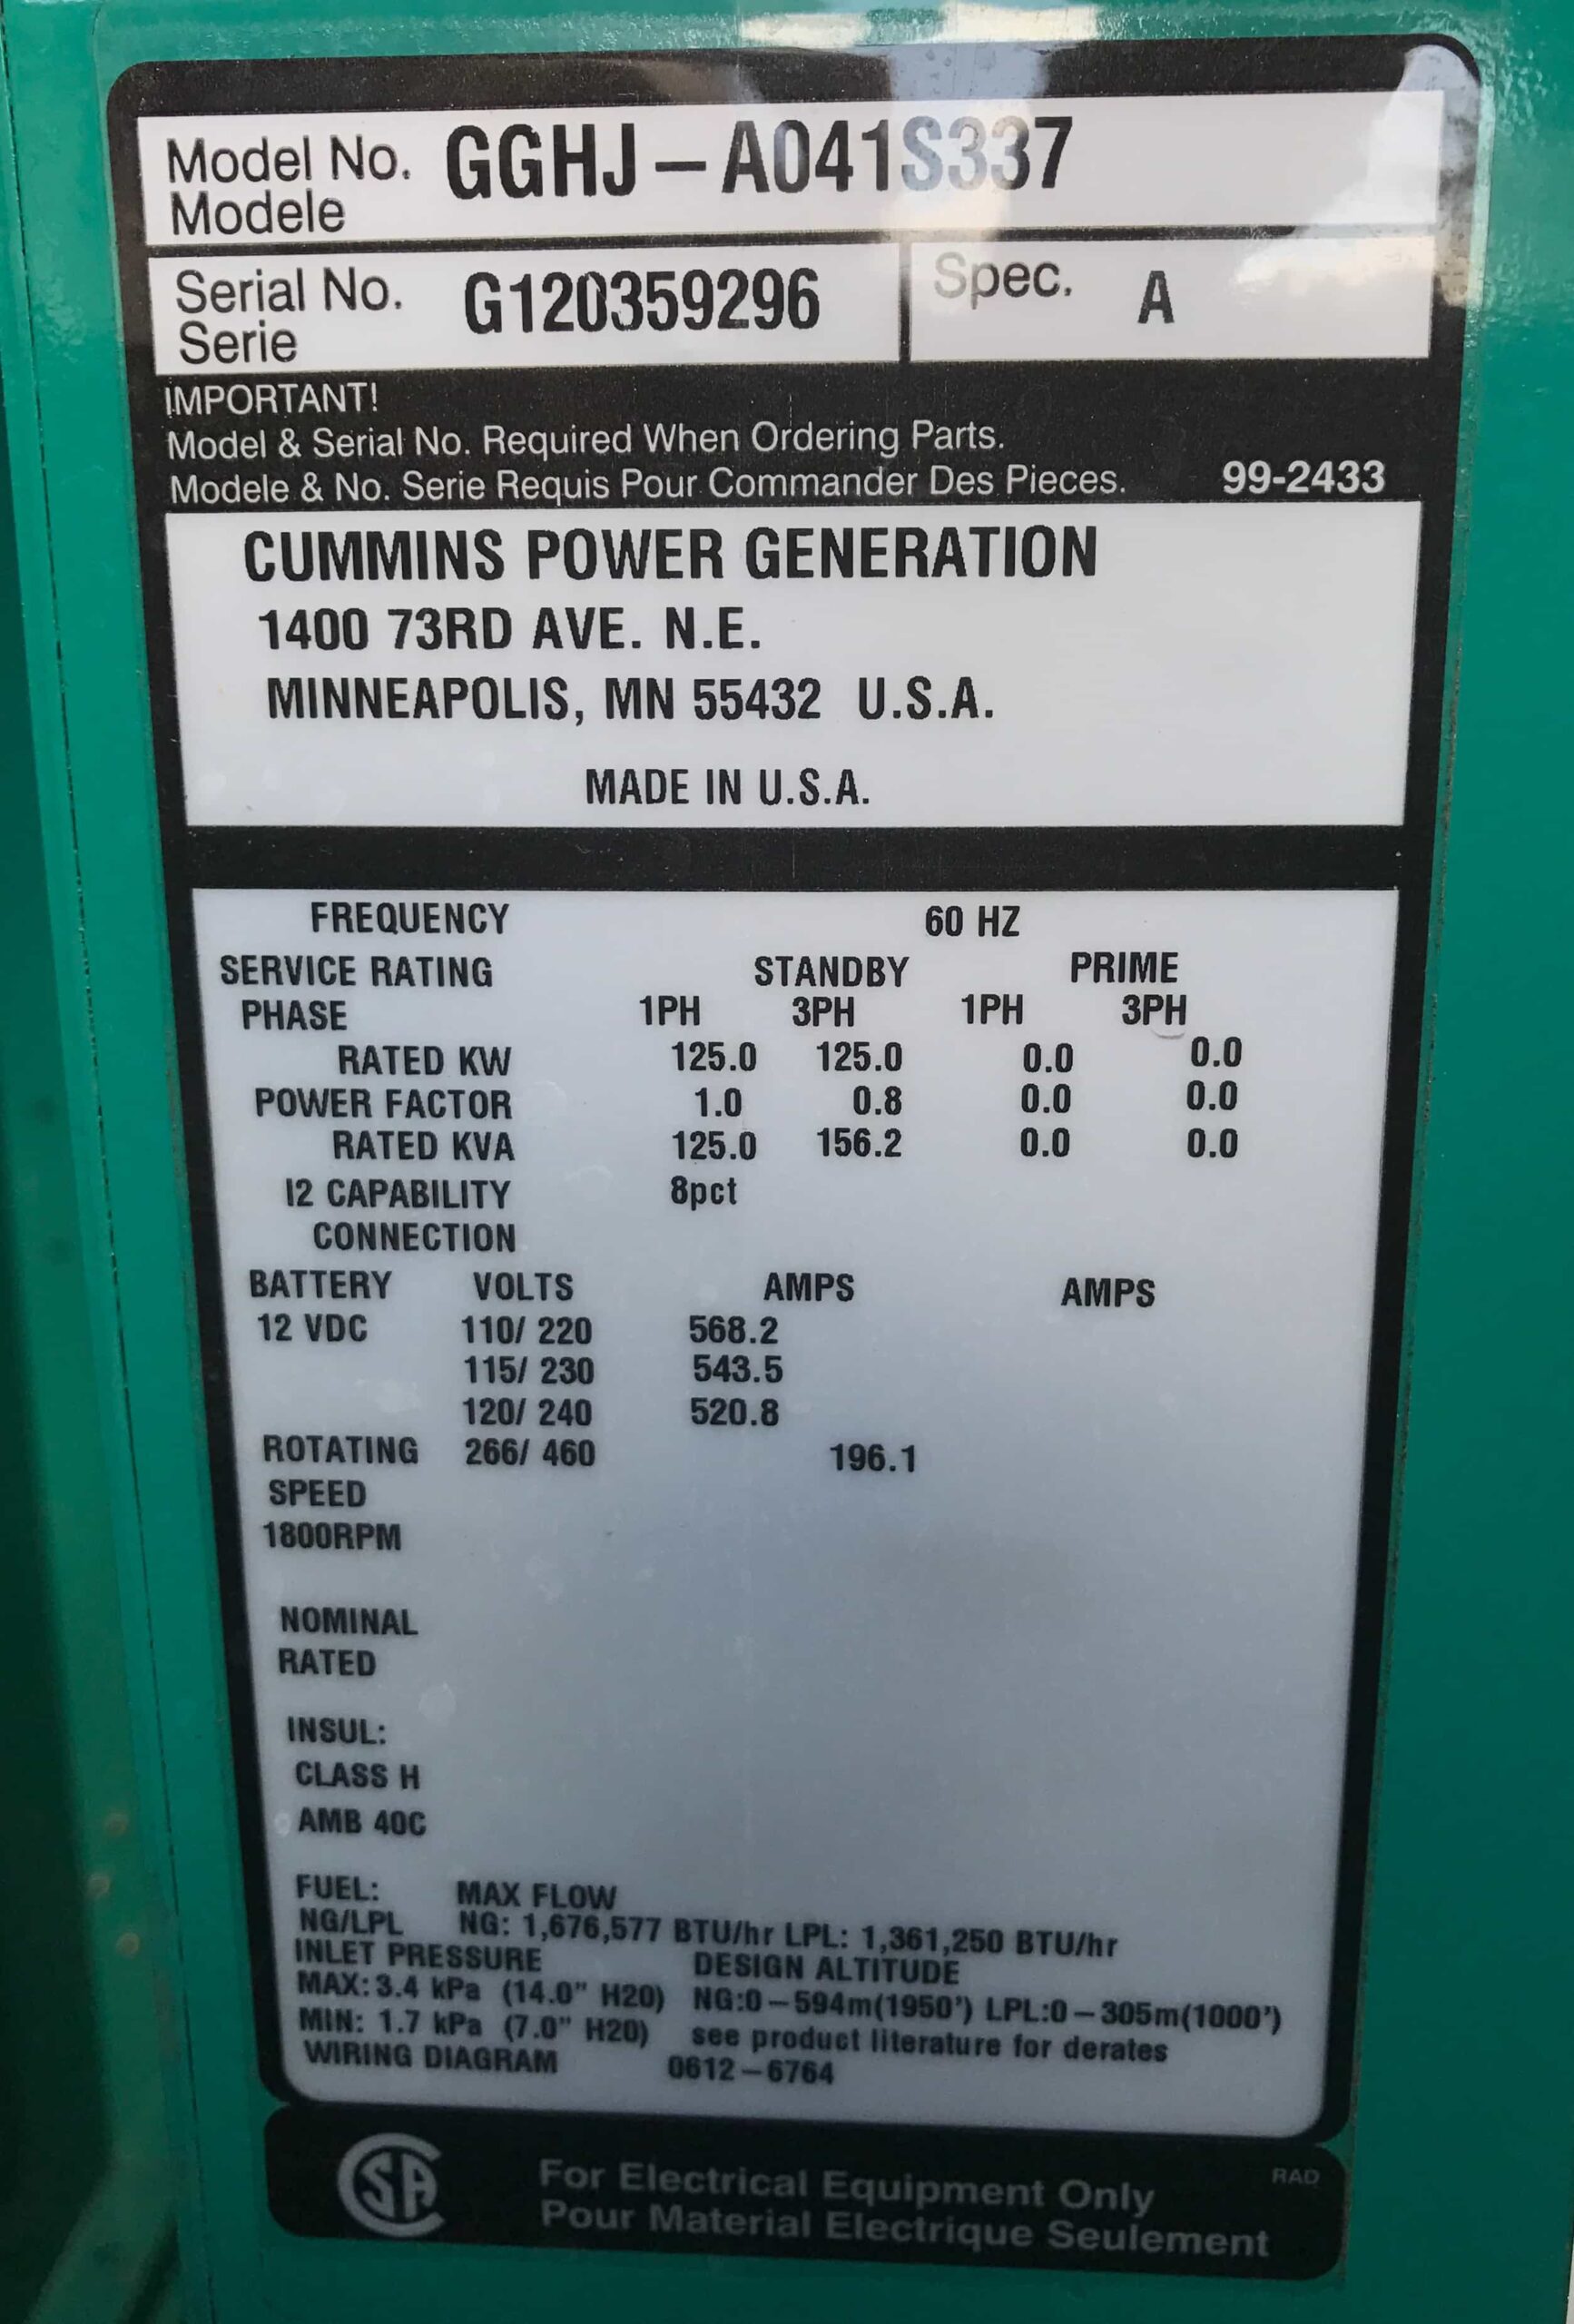 Model No. GGHJ-A041S337
Modele
Serial No. G120359296 Spec. A
Serie
IMPORTANT!
Model & Serial No. Required When Ordering Parts.
Modele & No. Serie Requis Pour Commander Des Pieces. 99-2433
CUMMINS POWER GENERATION
1400 73RD AVE. N.E.
MINNEAPOLIS, MN 55432 U.S.A.
MADE IN U.S.A.
FREQUENCY 60 HZ
SERVICE RATING STANDBY PRIME
PHASE 1PH 3PH 1PH 3PH
RATED KW 125.0 125.0 0.0 0.0
POWER FACTOR 1.0 0.8 0.0 0.0
RATED KVA 125.0 156.2 0.0 0.0
I2 CAPABILITY 8pct
CONNECTION
BATTERY VOLTS AMPS AMPS
12 VDC 110/ 220 568.2
115/ 230 543.5
120/ 240 520.8
ROTATING 266/ 460 196.1
SPEED
1800RPM
NOMINAL
RATED
INSUL:
CLASS H
AMB 40C
FUEL: MAX FLOW
NG/LPL NG: 1,676,577 BTU/hr LPL: 1,361,250 BTU/hr
INLET PRESSURE DESIGN ALTITUDE
MAX: 3.4 kPa (14.0" H20) NG:0-594m(1950') LPL:0-305m(1000')
MIN: 1.7 kPa (7.0" H20) see product literature for derates
WIRING DIAGRAM 0612-6764
SA For Electrical Equipment Only RAD
Pour Material Electrique Seulement